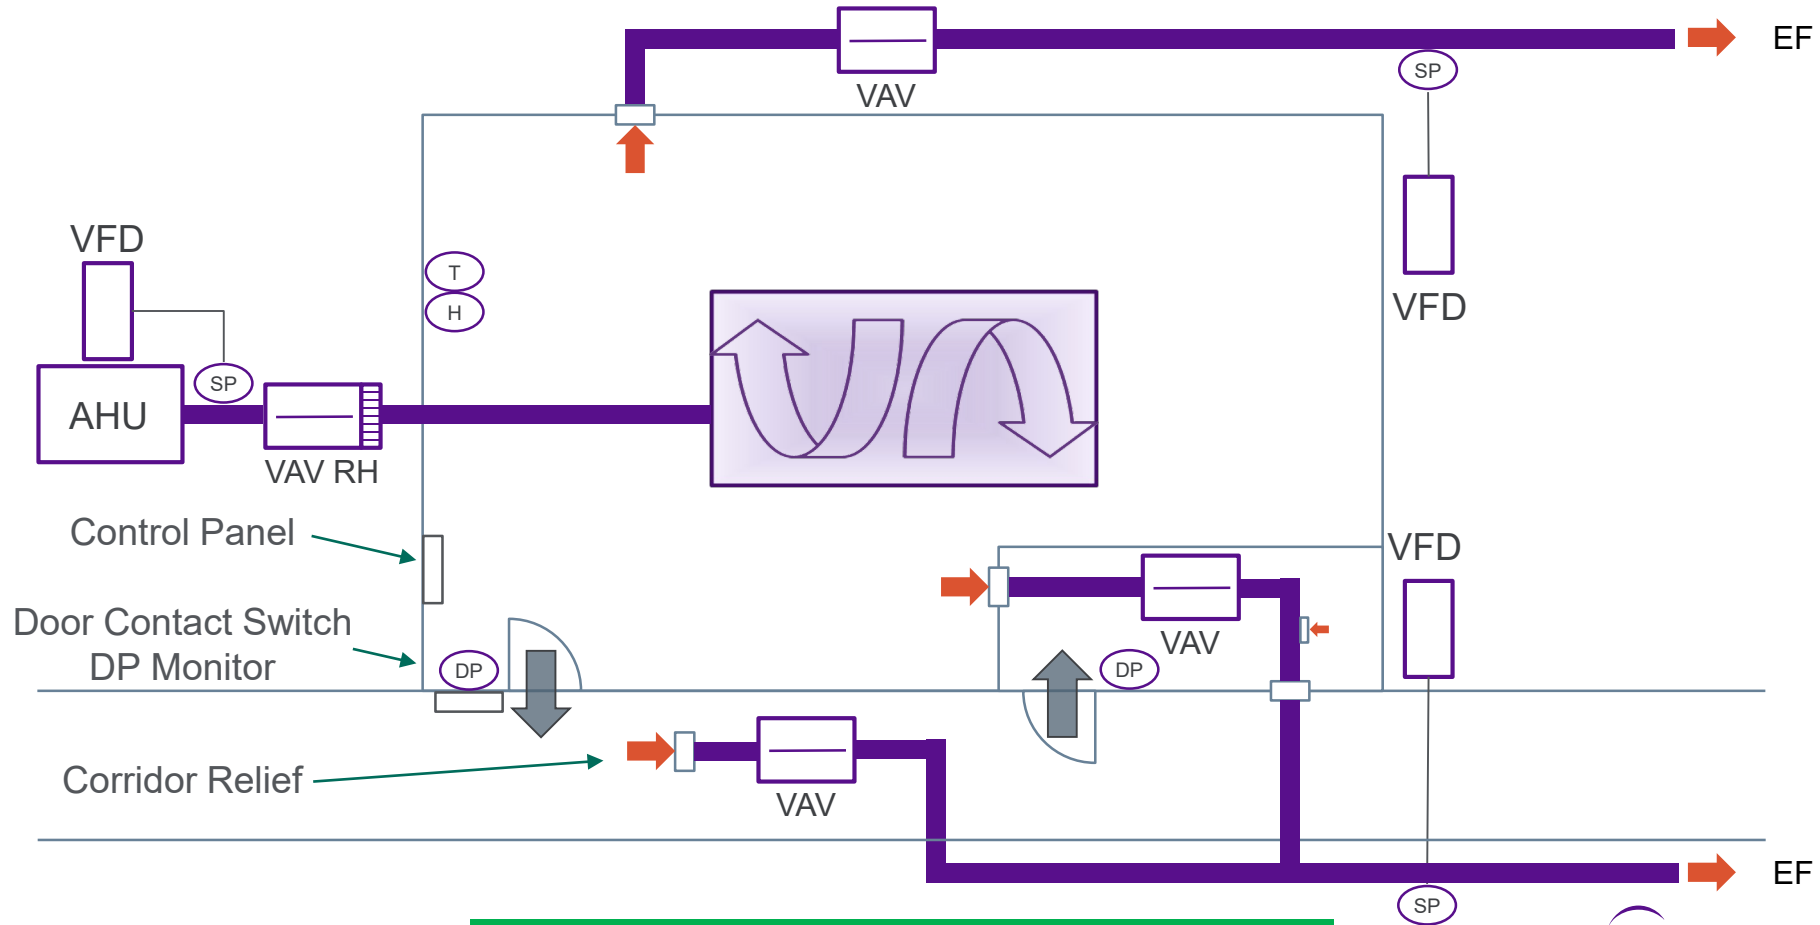 EF
SP
VAV
VFD
T
H
VFD
SP
AHU
VAV RH
Control Panel
VFD
Door Contact Switch
DP Monitor
VAV
DP
DP
Corridor Relief
VAV
EF
SP